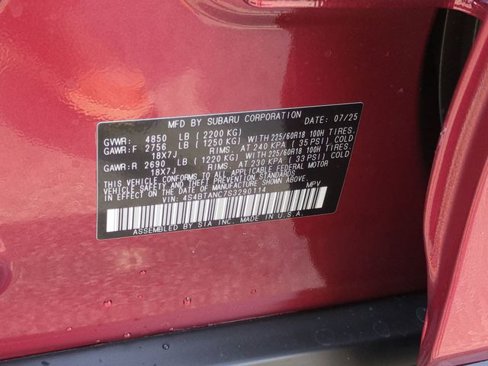 MFD BY SUBARU CORPORATION DATE: 07/25
GVWR: 4850 LB (2200 KG)
GAWR:F 2756 LB (1250 KG) WITH 225/60R18 100H TIRES,
18X7J RIMS, AT 240 KPA (35 PSI) COLD
GAWR:R 2690 LB (1220 KG) WITH 225/60R18 100H TIRES,
18X7J RIMS, AT 230 KPA (33 PSI) COLD
THIS VEHICLE CONFORMS TO ALL APPLICABLE FEDERAL MOTOR
VEHICLE SAFETY AND THEFT PREVENTION STANDARDS
IN EFFECT ON THE DATE OF MANUFACTURE SHOWN ABOVE.
VIN: 4S4BTANC7S3290114 MPV
ASSEMBLED BY SIA INC. MADE IN U.S.A.